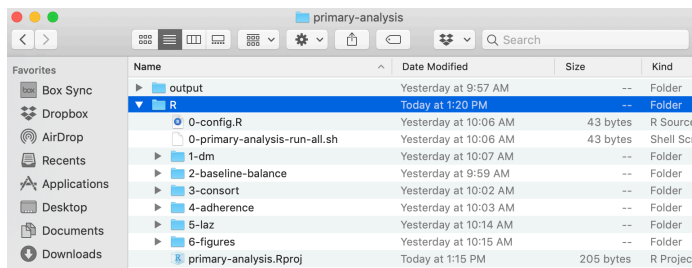 primary-analysis
Search
Favorites
box Box Sync
Dropbox
AirDrop
Recents
Applications
Desktop
Documents
Downloads
Name Date Modified Size Kind
output Yesterday at 9:57 AM -- Folder
R Today at 1:20 PM -- Folder
0-config.R Yesterday at 10:06 AM 43 bytes R Source
0-primary-analysis-run-all.sh Yesterday at 10:06 AM 43 bytes Shell Scr
1-dm Yesterday at 10:07 AM -- Folder
2-baseline-balance Yesterday at 9:59 AM -- Folder
3-consort Yesterday at 10:02 AM -- Folder
4-adherence Yesterday at 10:03 AM -- Folder
5-laz Yesterday at 10:14 AM -- Folder
6-figures Yesterday at 10:15 AM -- Folder
R primary-analysis.Rproj Today at 1:15 PM 205 bytes R Projec